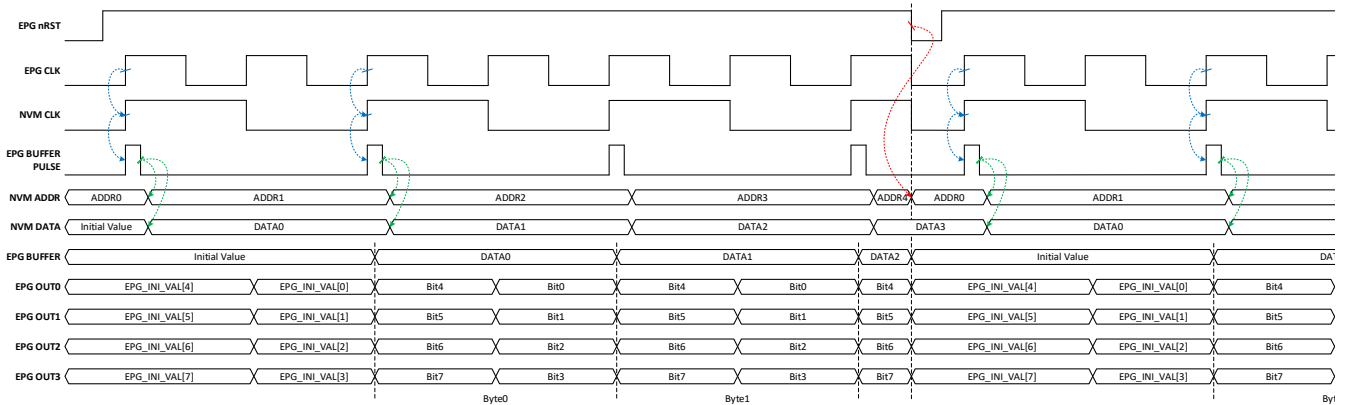 EPG nRST
EPG CLK
NVM CLK
EPG BUFFER
PULSE
NVM ADDR ADDR0 ADDR1 ADDR2 ADDR3 ADDR4 ADDR0 ADDR1
NVM DATA Initial Value DATA0 DATA1 DATA2 DATA3 DATA0
EPG BUFFER Initial Value DATA0 DATA1 DATA2 Initial Value
EPG OUT0 EPG_INI_VAL[4] EPG_INI_VAL[0] Bit4 Bit0 Bit4 Bit0 Bit4 EPG_INI_VAL[4] EPG_INI_VAL[0] Bit4
EPG OUT1 EPG_INI_VAL[5] EPG_INI_VAL[1] Bit5 Bit1 Bit5 Bit1 Bit5 EPG_INI_VAL[5] EPG_INI_VAL[1] Bit5
EPG OUT2 EPG_INI_VAL[6] EPG_INI_VAL[2] Bit6 Bit2 Bit6 Bit2 Bit6 EPG_INI_VAL[6] EPG_INI_VAL[2] Bit6
EPG OUT3 EPG_INI_VAL[7] EPG_INI_VAL[3] Bit7 Bit3 Bit7 Bit3 Bit7 EPG_INI_VAL[7] EPG_INI_VAL[3] Bit7
Byte0 Byte1